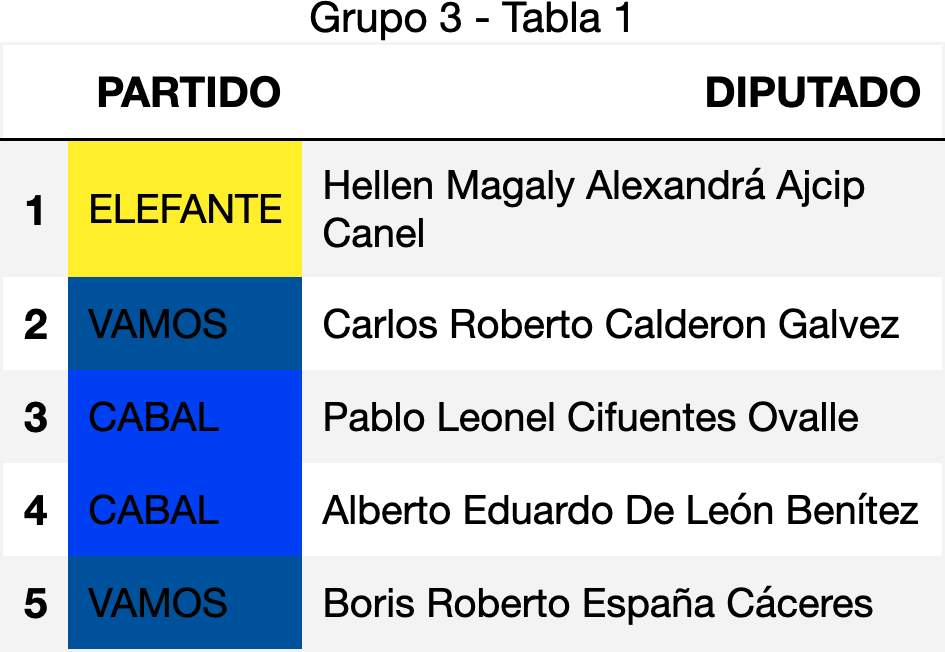 Grupo 3 - Tabla 1
PARTIDO DIPUTADO
1 ELEFANTE Hellen Magaly Alexandrá Ajcip
Canel
2 VAMOS Carlos Roberto Calderon Galvez
3 CABAL Pablo Leonel Cifuentes Ovalle
4 CABAL Alberto Eduardo De León Benítez
5 VAMOS Boris Roberto España Cáceres